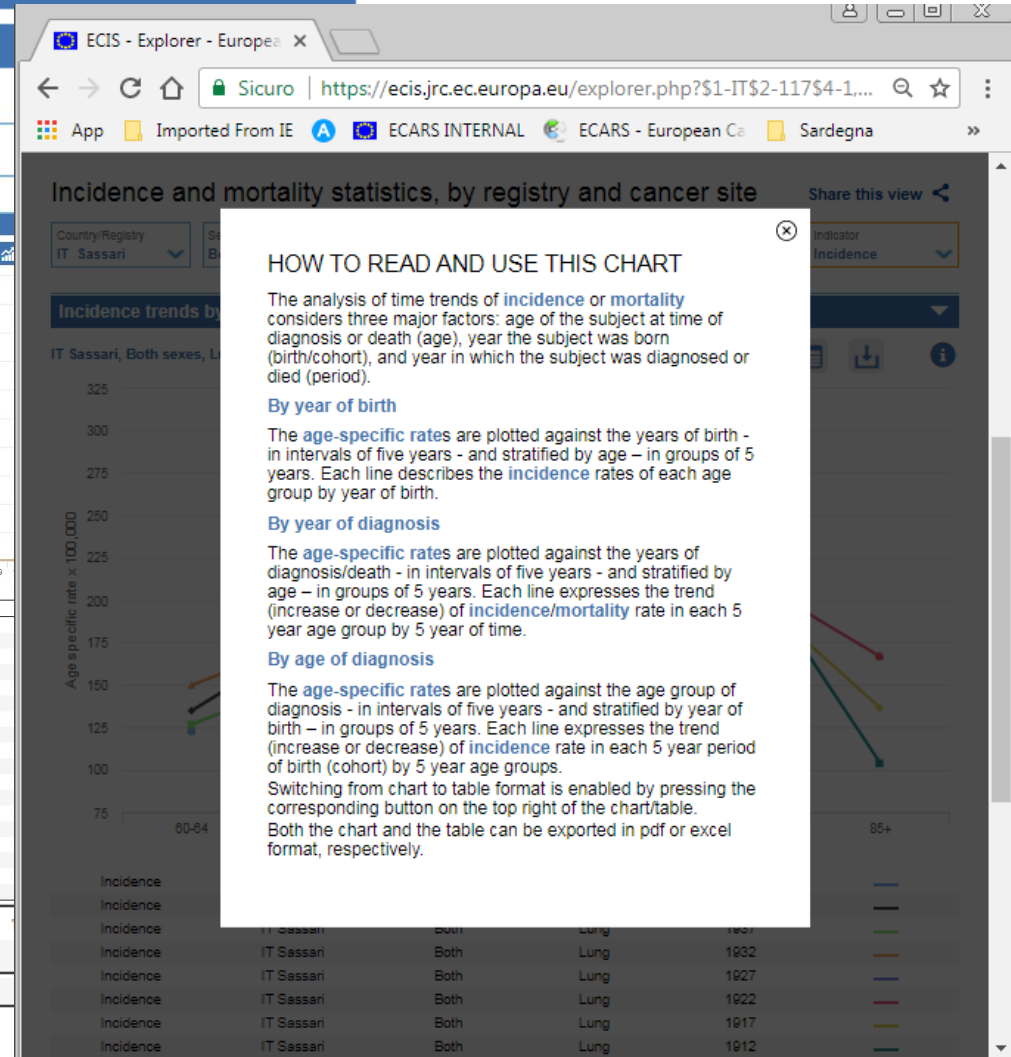 ECIS - Explorer - Europea
Sicuro | https://ecis.jrc.ec.europa.eu/explorer.php?$1-IT$2-117$4-1,...
App Imported From IE ECARS INTERNAL ECARS - European Ca Sardegna »
Incidence and mortality statistics, by registry and cancer site Share this view
Country/Registry
IT Sassari
Se
B
Indicator
Incidence
Incidence trends by
IT Sassari, Both sexes, L
HOW TO READ AND USE THIS CHART
The analysis of time trends of incidence or mortality
considers three major factors: age of the subject at time of
diagnosis or death (age), year the subject was born
(birth/cohort), and year in which the subject was diagnosed or
died (period).
By year of birth
The age-specific rates are plotted against the years of birth -
in intervals of five years - and stratified by age – in groups of 5
years. Each line describes the incidence rates of each age
group by year of birth.
By year of diagnosis
The age-specific rates are plotted against the years of
diagnosis/death - in intervals of five years - and stratified by
age – in groups of 5 years. Each line expresses the trend
(increase or decrease) of incidence/mortality rate in each 5
year age group by 5 year of time.
By age of diagnosis
The age-specific rates are plotted against the age group of
diagnosis - in intervals of five years - and stratified by year of
birth – in groups of 5 years. Each line expresses the trend
(increase or decrease) of incidence rate in each 5 year period
of birth (cohort) by 5 year age groups.
Switching from chart to table format is enabled by pressing the
corresponding button on the top right of the chart/table.
Both the chart and the table can be exported in pdf or excel
format, respectively.
Age specific rate x 100,000
325
300
275
250
225
200
175
150
125
100
75
60-64 85+
Incidence
Incidence
Incidence IT Sassari Both Lung 1937
Incidence IT Sassari Both Lung 1932
Incidence IT Sassari Both Lung 1927
Incidence IT Sassari Both Lung 1922
Incidence IT Sassari Both Lung 1917
Incidence IT Sassari Both Lung 1912